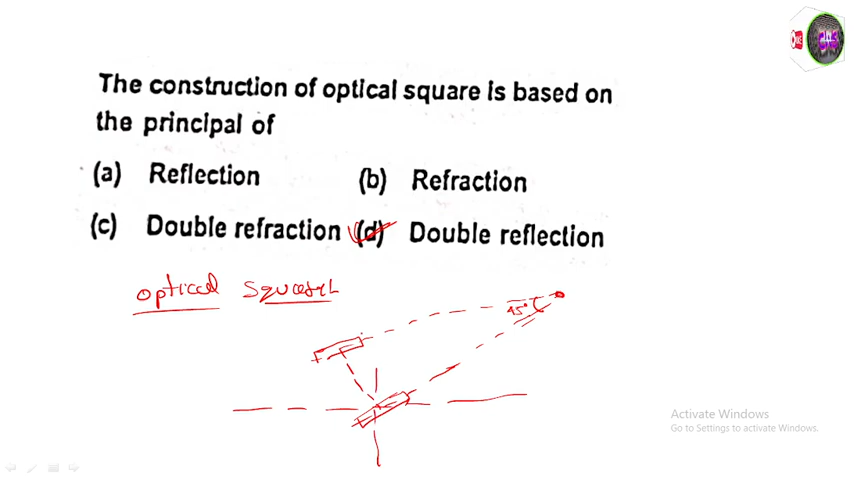 The construction of optical square is based on
the principal of
(a) Reflection (b) Refraction
(c) Double refraction (d) Double reflection
optical
45°
Activate Windows
Go to Settings to activate Windows.